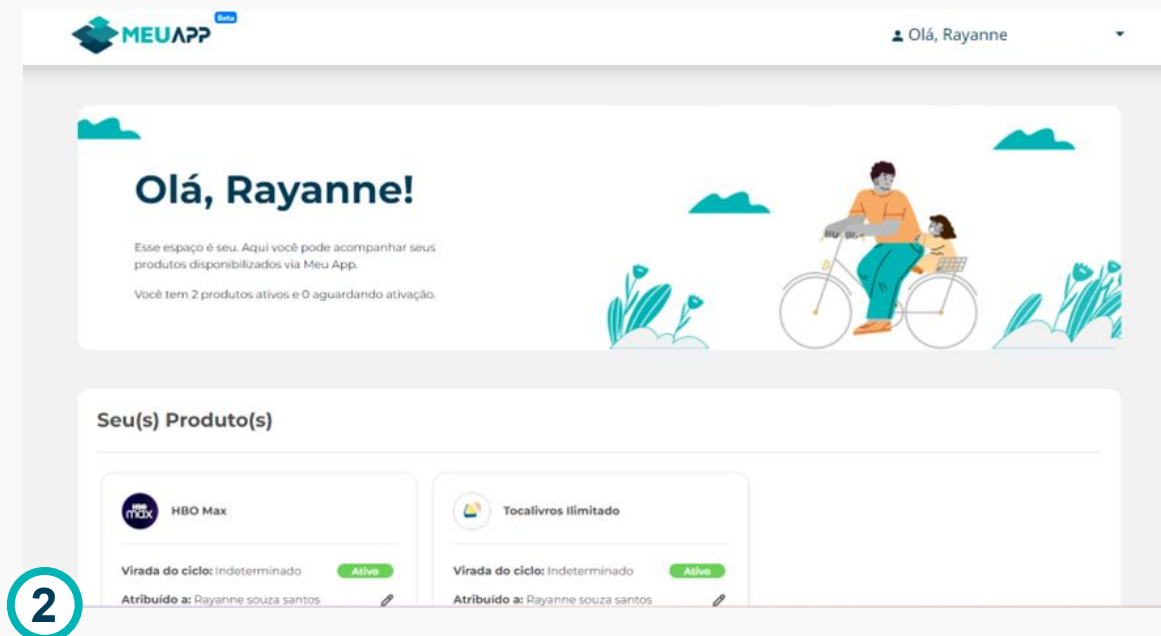 MEUAPP Beta
Olá, Rayanne
Olá, Rayanne!
Esse espaço é seu. Aqui você pode acompanhar seus
produtos disponibilizados via Meu App.
Você tem 2 produtos ativos e 0 aguardando ativação.
Seu(s) Produto(s)
HBO max HBO Max
Tocalivros Ilimitado
Virada do ciclo: Indeterminado Ativo
Atribuído a: Rayanne souza santos
Virada do ciclo: Indeterminado Ativo
Atribuído a: Rayanne souza santos
2